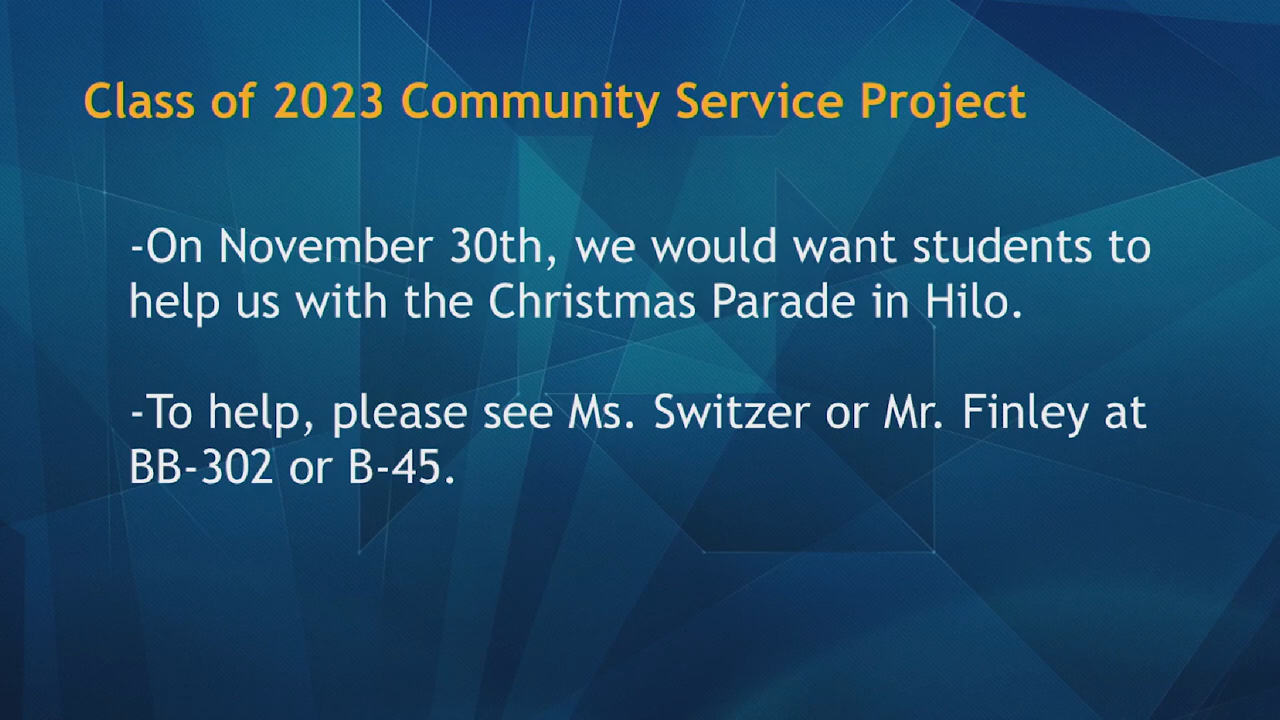 Class of 2023 Community Service Project
-On November 30th, we would want students to
help us with the Christmas Parade in Hilo.
-To help, please see Ms. Switzer or Mr. Finley at
BB-302 or B-45.